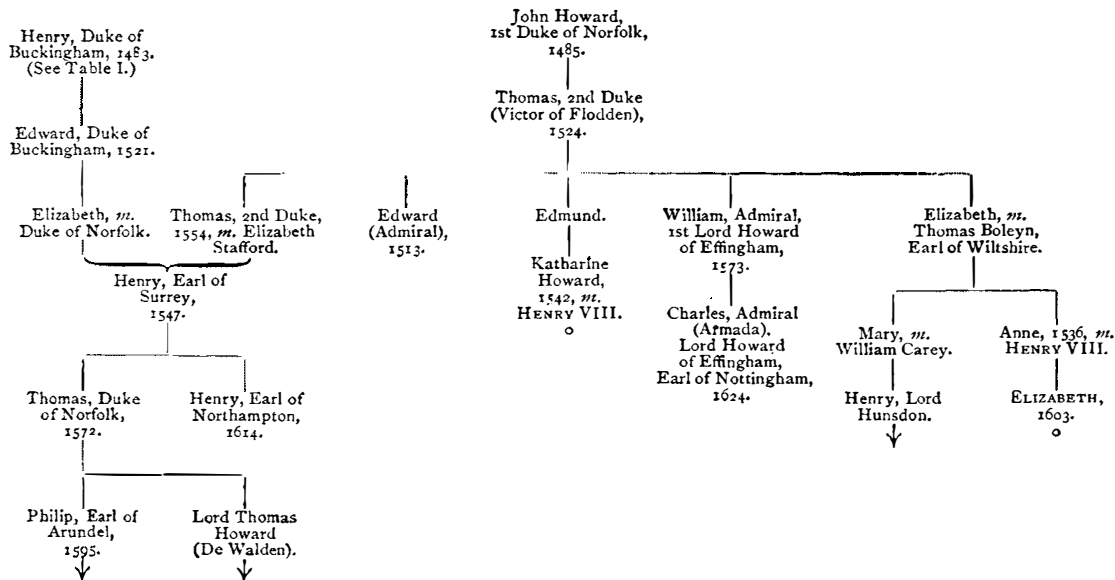 John Howard,
1st Duke of Norfolk,
1485.
Henry, Duke of
Buckingham, 1483.
(See Table I.)
Thomas, 2nd Duke
(Victor of Flodden),
1524.
Edward, Duke of
Buckingham, 1521.
Elizabeth, m.
Duke of Norfolk.
Thomas, 2nd Duke,
1554, m. Elizabeth
Stafford.
Edward
(Admiral),
1513.
Edmund.
William, Admiral,
1st Lord Howard
of Effingham,
1573.
Elizabeth, m.
Thomas Boleyn,
Earl of Wiltshire.
Henry, Earl of
Surrey,
1547.
Katharine
Howard,
1542, m.
HENRY VIII.
Charles, Admiral
(Armada).
Lord Howard
of Effingham,
Earl of Nottingham,
1624.
Mary, m.
William Carey.
Anne, 1536, m.
HENRY VIII.
Thomas, Duke
of Norfolk,
1572.
Henry, Earl of
Northampton,
1614.
Henry, Lord
Hunsdon.
ELIZABETH,
1603.
Philip, Earl of
Arundel,
1595.
Lord Thomas
Howard
(De Walden).